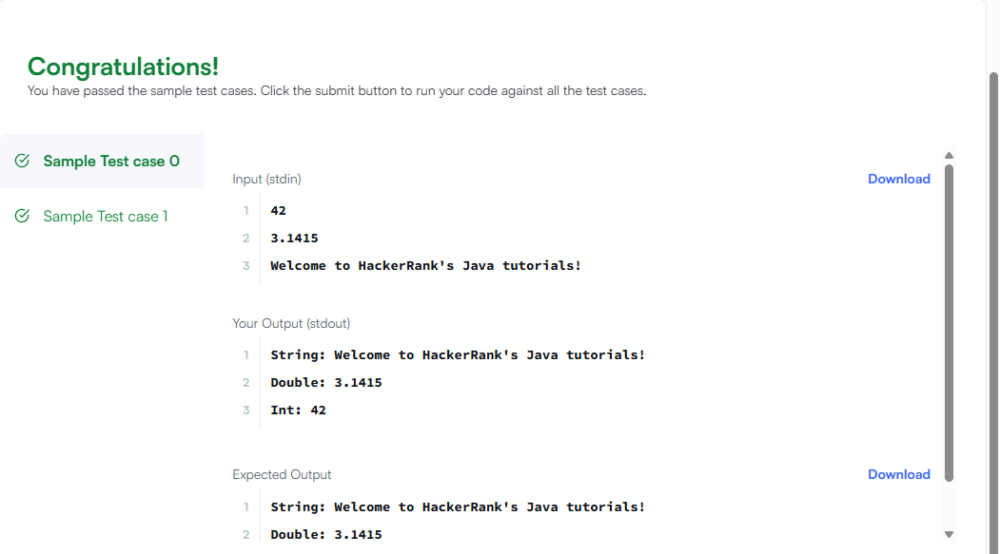 Congratulations!
You have passed the sample test cases. Click the submit button to run your code against all the test cases.
Sample Test case 0
Sample Test case 1
Input (stdin)
Download
1 42
2 3.1415
3 Welcome to HackerRank's Java tutorials!
Your Output (stdout)
1 String: Welcome to HackerRank's Java tutorials!
2 Double: 3.1415
3 Int: 42
Expected Output
Download
1 String: Welcome to HackerRank's Java tutorials!
2 Double: 3.1415